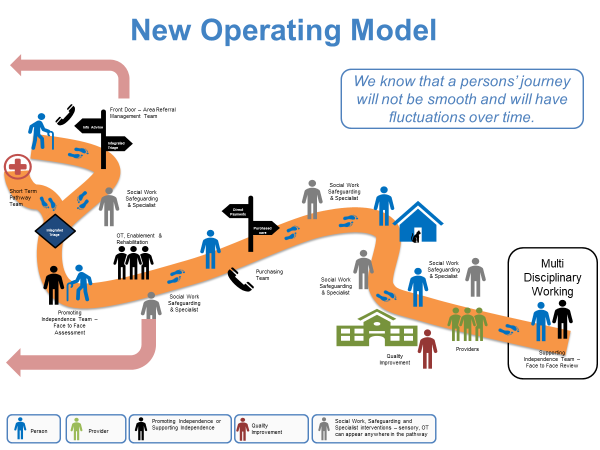 New Operating Model
We know that a persons' journey
will not be smooth and will have
fluctuations over time.
Front Door – Area Referral
Management Team
Info Advice
Integrated
Triage
Short Term
Pathway
Team
Social Work
Safeguarding
& Specialist
Integrated
Triage
OT, Enablement &
Rehabilitation
Promoting
Independence Team –
Face to Face
Assessment
Social Work
Safeguarding
& Specialist
Direct
Payments
Purchased
care
Purchasing
Team
Social Work
Safeguarding
& Specialist
Social Work
Safeguarding
& Specialist
Social Work
Safeguarding
& Specialist
Quality
Improvement
Providers
Multi
Disciplinary
Working
Supporting
Independence Team –
Face to Face Review
Person
Provider
Promoting Independence or
Supporting Independence
Quality
Improvement
Social Work, Safeguarding and
Specialist interventions – sensory, OT
can appear anywhere in the pathway